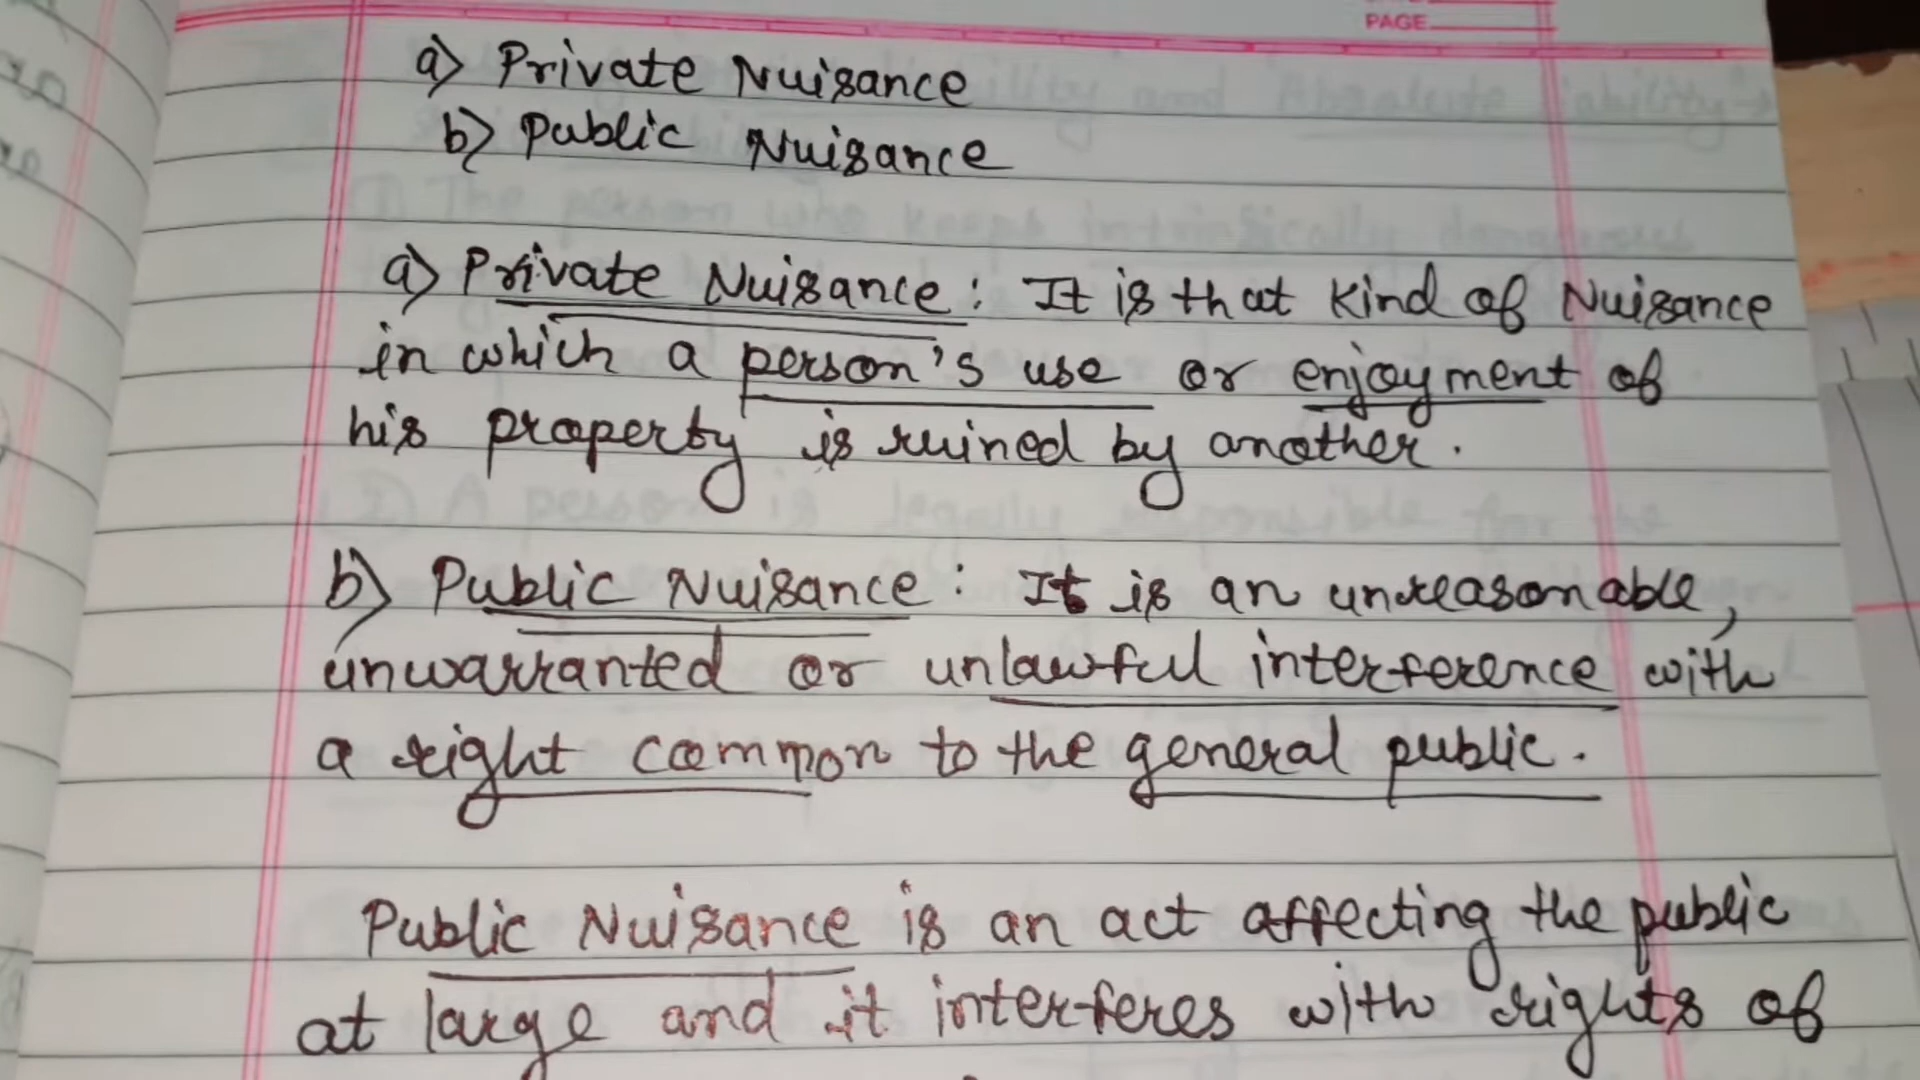 PAGE
a) Private Nuisance
b) Public Nuisance
a) Private Nuisance: It is that kind of Nuisance
in which a person's use or enjoyment of
his property is ruined by another.
b) Public Nuisance: It is an unreasonable,
unwarranted or unlawful interference with
a right common to the general public.
Public Nuisance is an act affecting the public
at large and it interferes with rights of